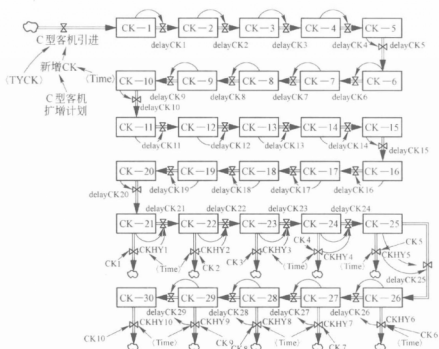 CK—1 CK—2 CK—3 CK—4 CK—5
C型客机引进 delayCK1 delayCK2 delayCK3 delayCK4 delayCK5
〈TYCK〉 新增CK 〈Time〉 CK—10 CK—9 CK—8 CK—7 CK—6
delayCK10 delayCK9 delayCK8 delayCK7 delayCK6
C型客机
扩增计划
CK—11 CK—12 CK—13 CK—14 CK—15
delayCK11 delayCK12 delayCK13 delayCK14 delayCK15
CK—20 CK—19 CK—18 CK—17 CK—16
delayCK20 delayCK19 delayCK18 delayCK17 delayCK16
delayCK21 delayCK22 delayCK23 delayCK24
CK—21 CK—22 CK—23 CK—24 CK—25
CKHY1 CKHY2 CKHY3 CK4 CKHY4 CK5 CKHY5
CK1 〈Time〉 CK2 CK3 〈Time〉 〈Time〉 delayCK25
CK—30 CK—29 CK—28 CK—27 CK—26
delayCK29 delayCK28 delayCK27 delayCK26
CKHY10 CKHY9 CKHY8 CKHY7 CKHY6
CK10 〈Time〉 CK9 CK8 〈Time〉 CK7 〈Time〉 CK6